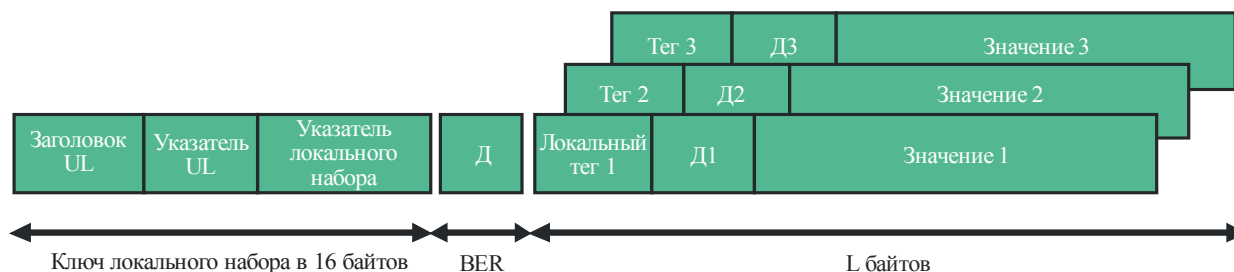 Тег 3
Д3
Значение 3
Тег 2
Д2
Значение 2
Заголовок
UL
Указатель
UL
Указатель
локального
набора
Д
Локальный
тег 1
Д1
Значение 1
Ключ локального набора в 16 байтов
BER
L байтов